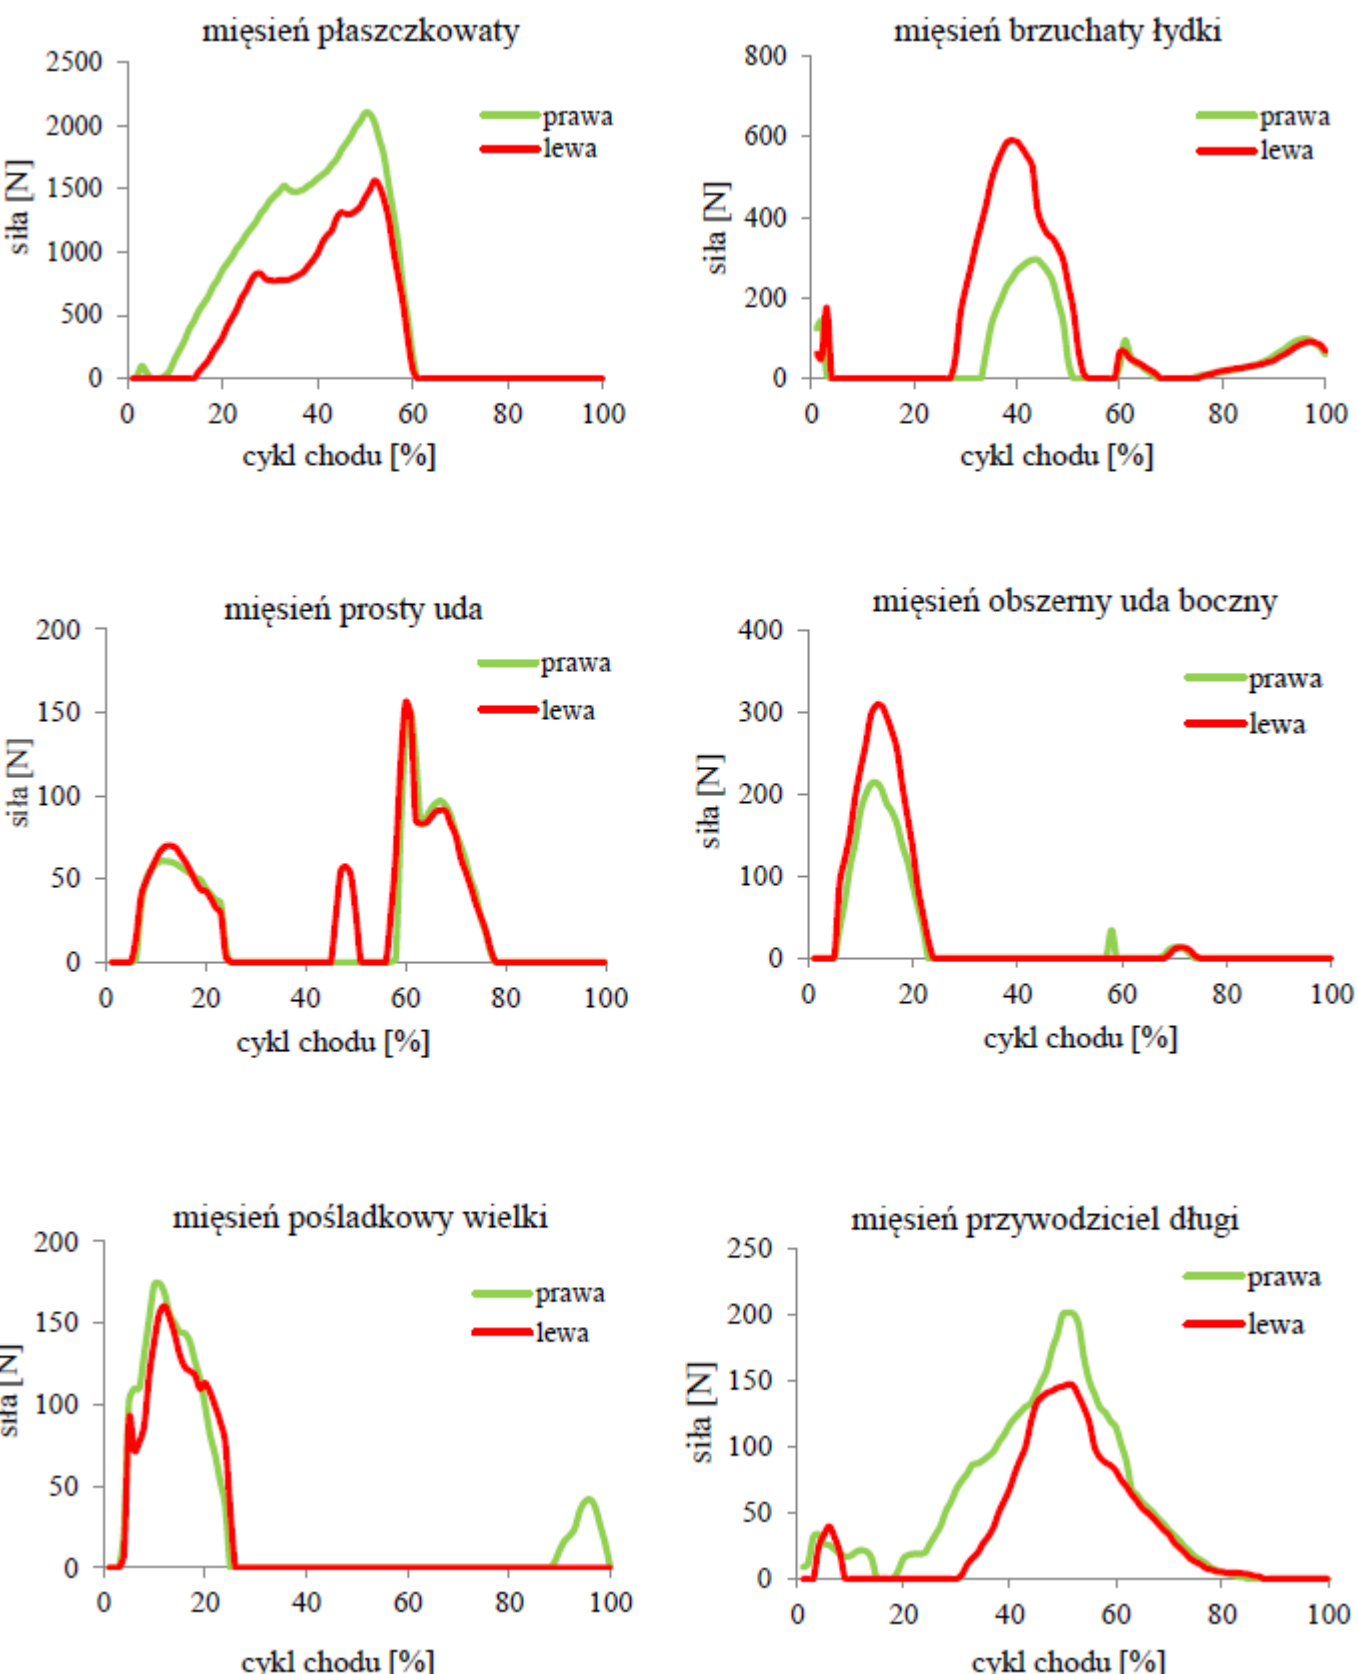 mięsień płaszczkowaty
2500
2000
1500
1000
500
0
siła [N]
prawa
lewa
0 20 40 60 80 100
cykl chodu [%]
mięsień brzuchaty łydki
800
600
400
200
0
siła [N]
prawa
lewa
0 20 40 60 80 100
cykl chodu [%]
mięsień prosty uda
200
150
100
50
0
siła [N]
prawa
lewa
0 20 40 60 80 100
cykl chodu [%]
mięsień obszerny uda boczny
400
300
200
100
0
siła [N]
prawa
lewa
0 20 40 60 80 100
cykl chodu [%]
mięsień pośladkowy wielki
200
150
100
50
0
siła [N]
prawa
lewa
0 20 40 60 80 100
cykl chodu [%]
mięsień przywodziciel długi
250
200
150
100
50
0
siła [N]
prawa
lewa
0 20 40 60 80 100
cykl chodu [%]